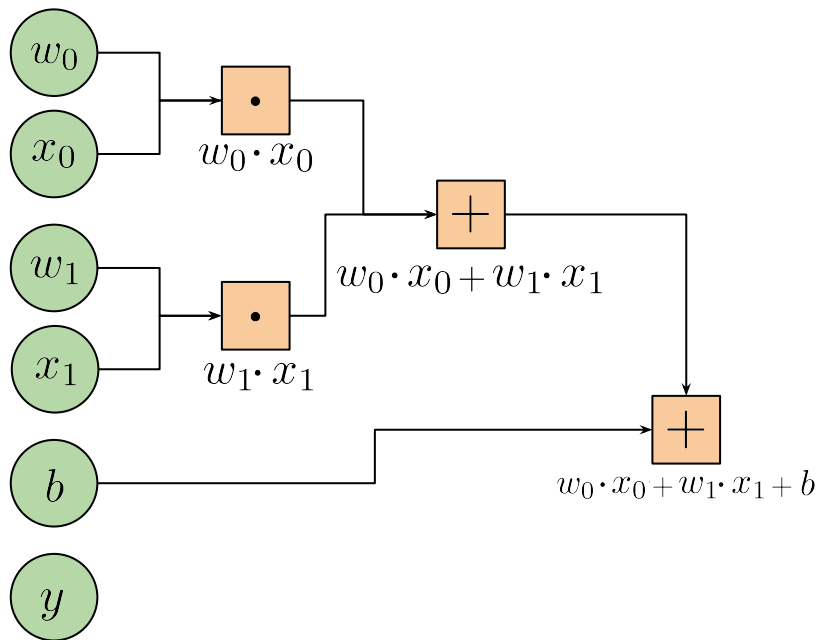 w₀
·
w₀·x₀
x₀
+
w₁
w₀·x₀+w₁·x₁
·
x₁
w₁·x₁
+
b
w₀·x₀+w₁·x₁+b
y